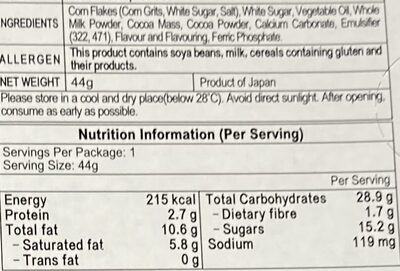 NGREDIENTS Corn Flakes (Corn Grits, White Sugar, Salt), White Sugar, Vegetable Oil, Whole
Milk Powder, Cocoa Mass, Cocoa Powder, Calcium Carbonate, Emulsifier
(322, 471), Flavour and Flavouring, Ferric Phosphate.
ALLERGEN This product contains soya beans, milk, cereals containing gluten and
their products.
NET WEIGHT 44g Product of Japan
Please store in a cool and dry place(below 28˚C). Avoid direct sunlight. After opening,
consume as early as possible.
Nutrition Information (Per Serving)
Servings Per Package: 1
Serving Size: 44g
Per Serving
Energy 215 kcal Total Carbohydrates 28.9 g
Protein 2.7 g – Dietary fibre 1.7 g
Total fat 10.6 g – Sugars 15.2 g
– Saturated fat 5.8 g Sodium 119 mg
– Trans fat 0 g